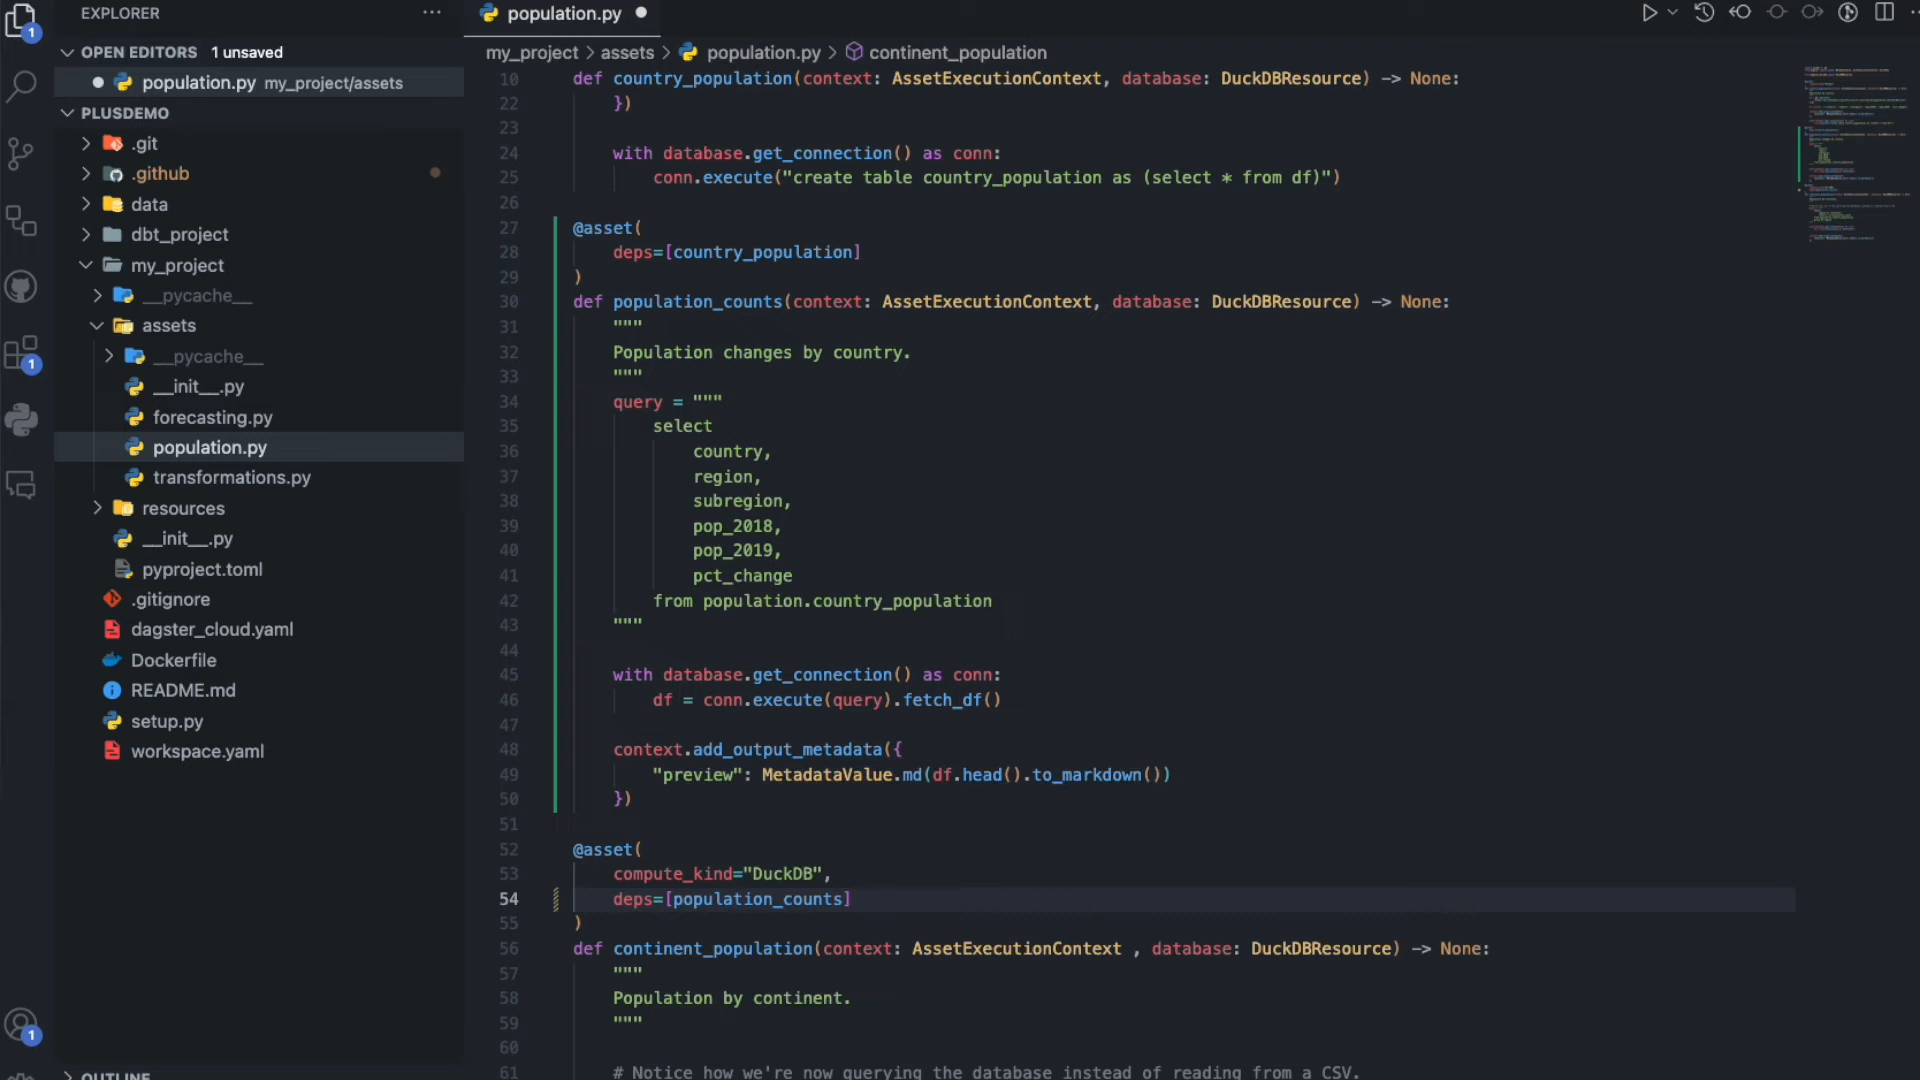 EXPLORER
OPEN EDITORS 1 unsaved
population.py my_project/assets
PLUSDEMO
.git
.github
data
dbt_project
my_project
__pycache__
assets
__pycache__
__init__.py
forecasting.py
population.py
transformations.py
resources
__init__.py
pyproject.toml
.gitignore
dagster_cloud.yaml
Dockerfile
README.md
setup.py
workspace.yaml
OUTLINE
1
1
1
population.py
my_project > assets > population.py > continent_population
10 def country_population(context: AssetExecutionContext, database: DuckDBResource) -> None:
22 })
23
24 with database.get_connection() as conn:
25 conn.execute("create table country_population as (select * from df)")
26
27 @asset(
28 deps=[country_population]
29 )
30 def population_counts(context: AssetExecutionContext, database: DuckDBResource) -> None:
31 """
32 Population changes by country.
33 """
34 query = """
35 select
36 country,
37 region,
38 subregion,
39 pop_2018,
40 pop_2019,
41 pct_change
42 from population.country_population
43 """
44
45 with database.get_connection() as conn:
46 df = conn.execute(query).fetch_df()
47
48 context.add_output_metadata({
49 "preview": MetadataValue.md(df.head().to_markdown())
50 })
51
52 @asset(
53 compute_kind="DuckDB",
54 deps=[population_counts]
55 )
56 def continent_population(context: AssetExecutionContext , database: DuckDBResource) -> None:
57 """
58 Population by continent.
59 """
60
61 # Notice how we're now querying the database instead of reading from a CSV.